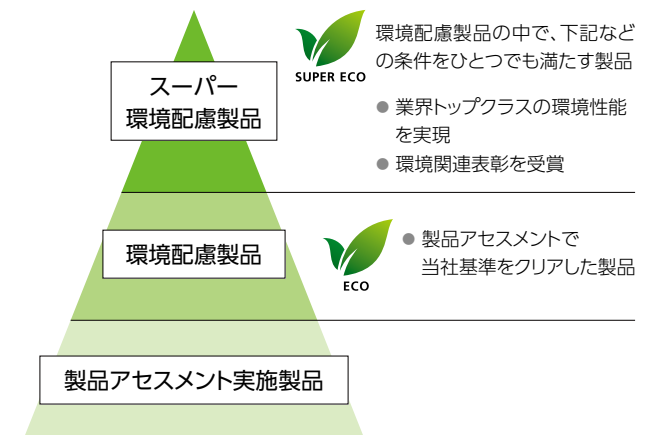 スーパー
環境配慮製品
SUPER ECO
環境配慮製品の中で、下記など
の条件をひとつでも満たす製品
● 業界トップクラスの環境性能
を実現
● 環境関連表彰を受賞
環境配慮製品
ECO
● 製品アセスメントで
当社基準をクリアした製品
製品アセスメント実施製品